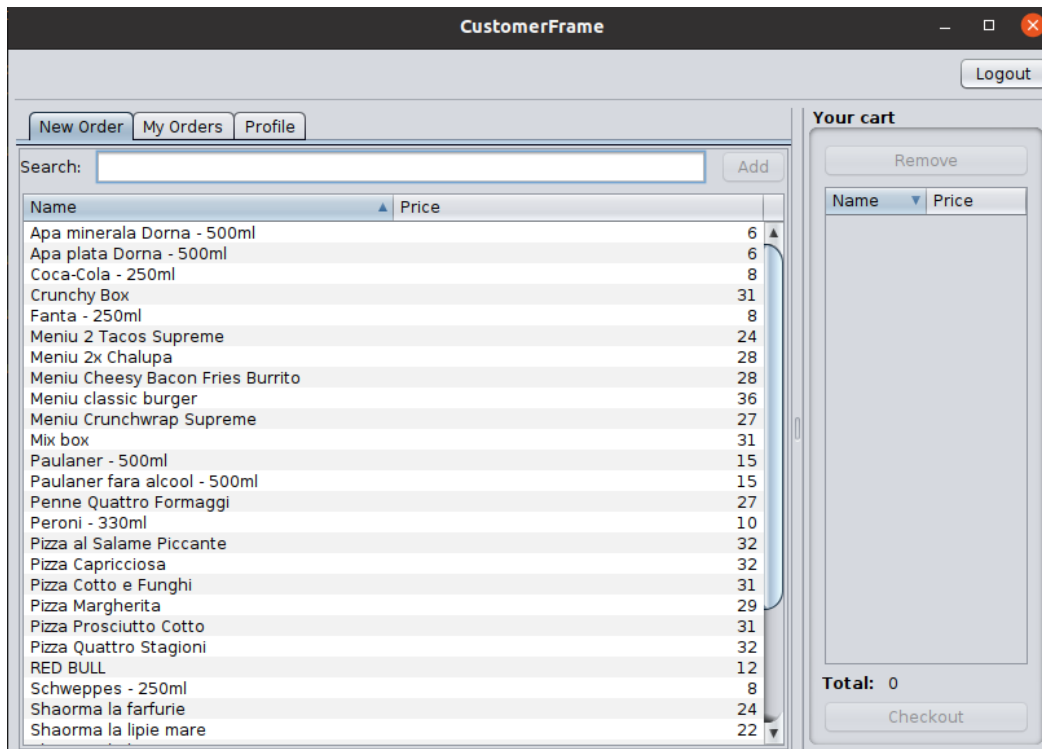 CustomerFrame
Logout
New Order My Orders Profile
Search: Add
Name Price
Apa minerala Dorna - 500ml 6
Apa plata Dorna - 500ml 6
Coca-Cola - 250ml 8
Crunchy Box 31
Fanta - 250ml 8
Meniu 2 Tacos Supreme 24
Meniu 2x Chalupa 28
Meniu Cheesy Bacon Fries Burrito 28
Meniu classic burger 36
Meniu Crunchwrap Supreme 27
Mix box 31
Paulaner - 500ml 15
Paulaner fara alcool - 500ml 15
Penne Quattro Formaggi 27
Peroni - 330ml 10
Pizza al Salame Piccante 32
Pizza Capricciosa 32
Pizza Cotto e Funghi 31
Pizza Margherita 29
Pizza Prosciutto Cotto 31
Pizza Quattro Stagioni 32
RED BULL 12
Schweppes - 250ml 8
Shaorma la farfurie 24
Shaorma la lipie mare 22
Your cart
Remove
Name Price
Total: 0
Checkout